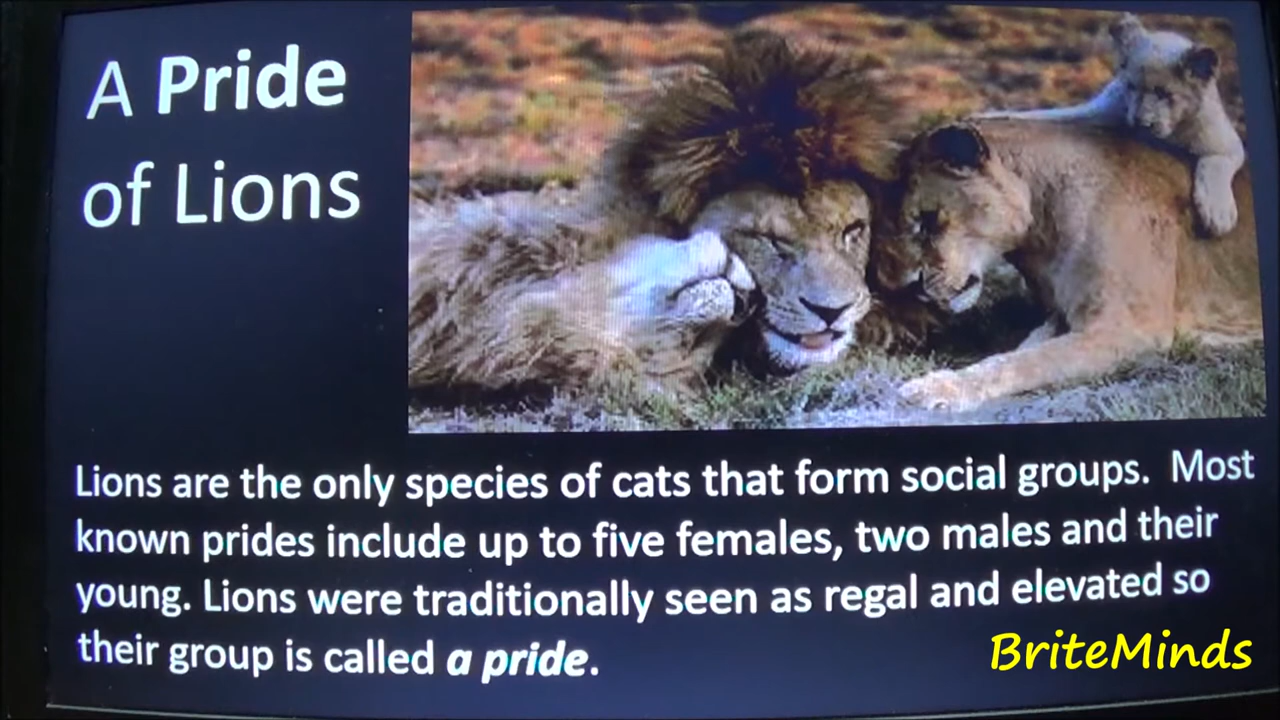 A Pride
of Lions
Lions are the only species of cats that form social groups. Most
known prides include up to five females, two males and their
young. Lions were traditionally seen as regal and elevated so
their group is called a pride.
BriteMinds